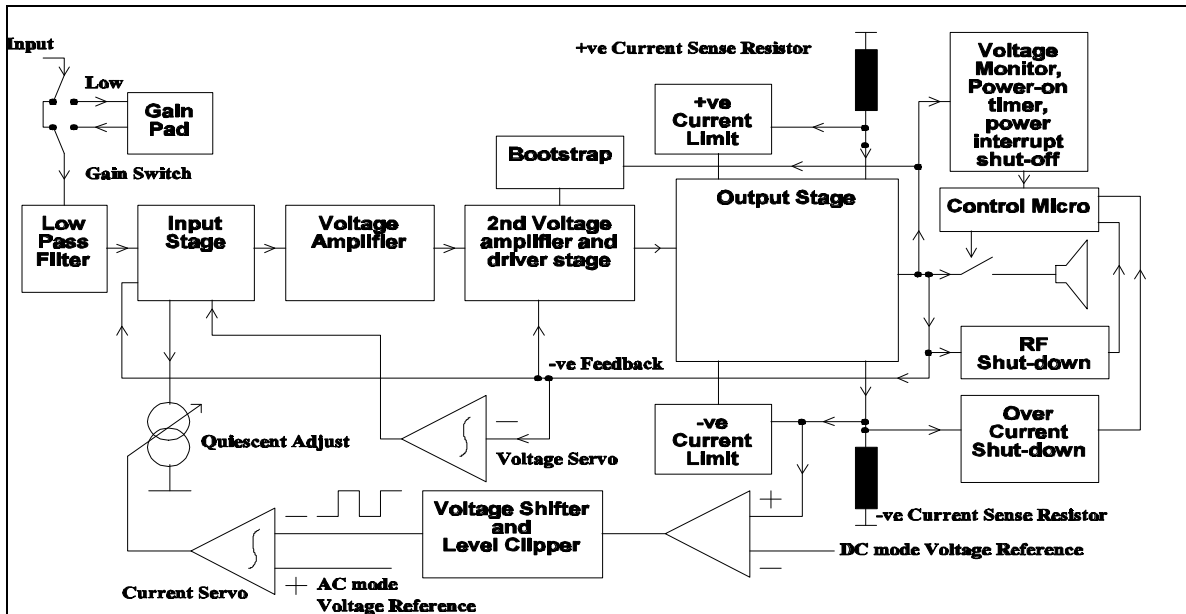 Input
Low
Gain
Pad
Gain Switch
Low
Pass
Filter
Input
Stage
Voltage
Amplifier
Bootstrap
2nd Voltage
amplifier and
driver stage
+ve Current Sense Resistor
+ve
Current
Limit
Output Stage
Voltage
Monitor,
Power-on
timer,
power
interrupt
shut-off
Control Micro
RF
Shut-down
Over
Current
Shut-down
-ve Feedback
-ve
Current
Limit
-ve Current Sense Resistor
Quiescent Adjust
Voltage Servo
Voltage Shifter
and
Level Clipper
DC mode Voltage Reference
Current Servo
AC mode
Voltage Reference